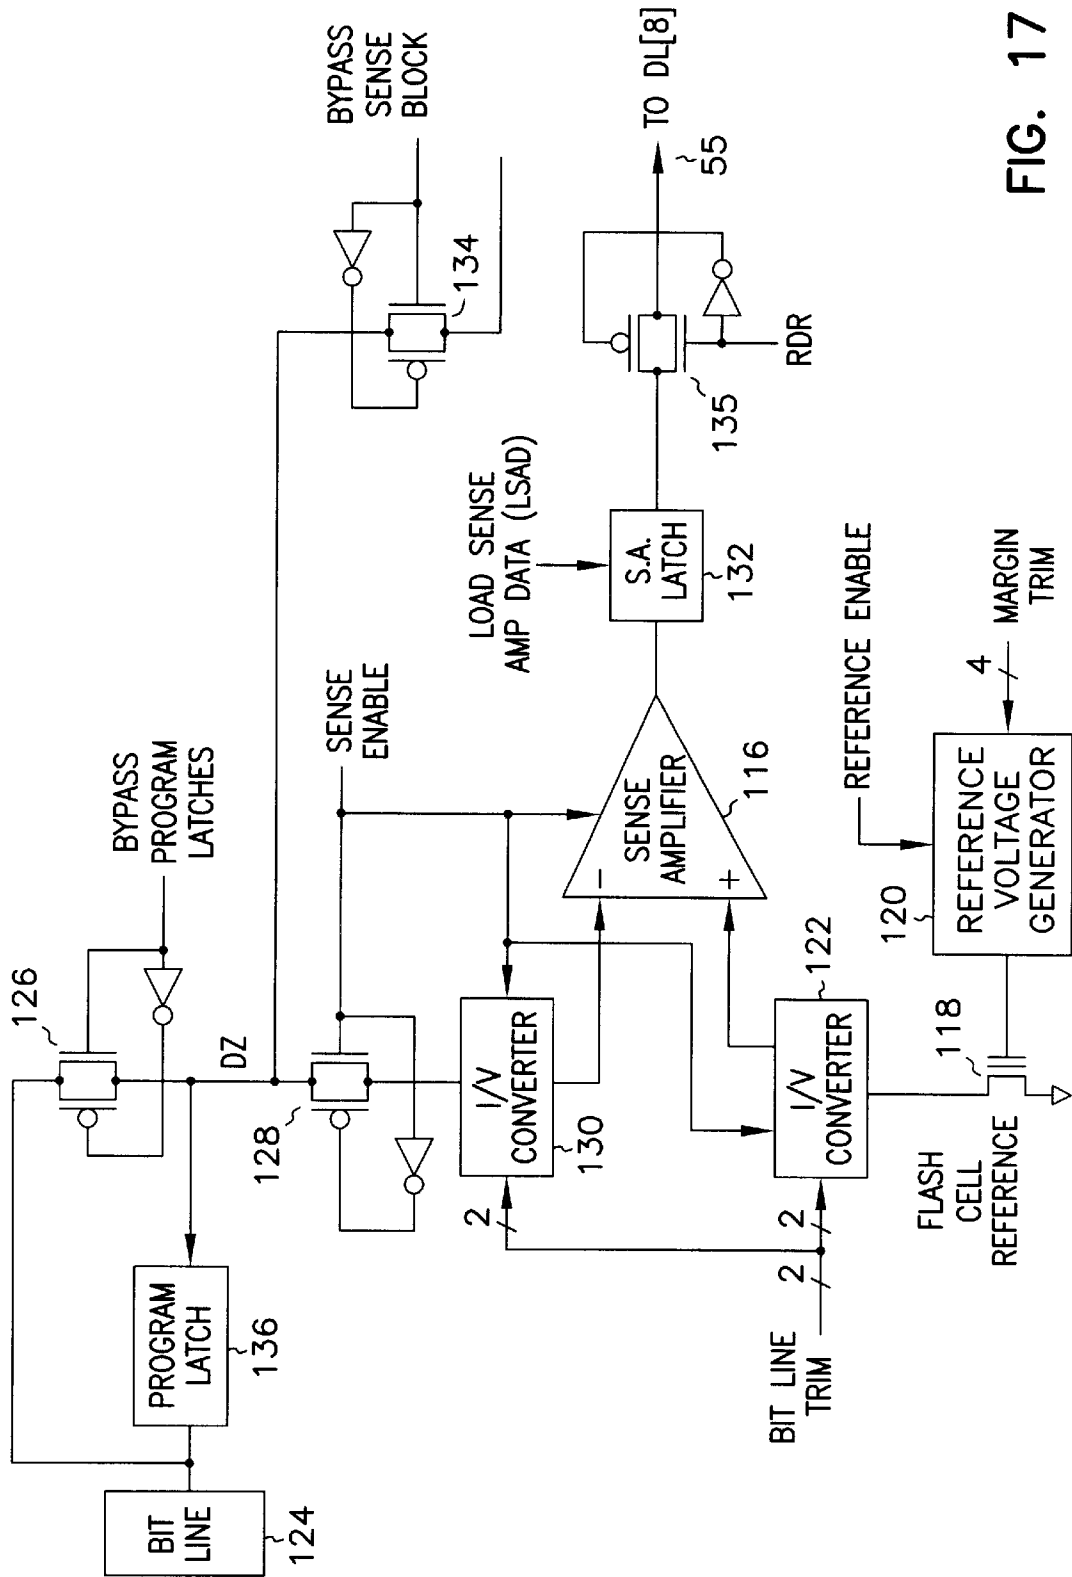 BIT
LINE
124
PROGRAM
LATCH
136
126
BYPASS
PROGRAM
LATCHES
DZ
128
SENSE
ENABLE
BYPASS
SENSE
BLOCK
134
I/V
CONVERTER
130
2
2
2
BIT LINE
TRIM
I/V
CONVERTER
122
SENSE
AMPLIFIER
-
+
116
LOAD SENSE
AMP DATA (LSAD)
S.A.
LATCH
132
135
RDR
TO DL[8]
55
FLASH
CELL
REFERENCE
118
120
REFERENCE
VOLTAGE
GENERATOR
REFERENCE ENABLE
4
MARGIN
TRIM
FIG. 17